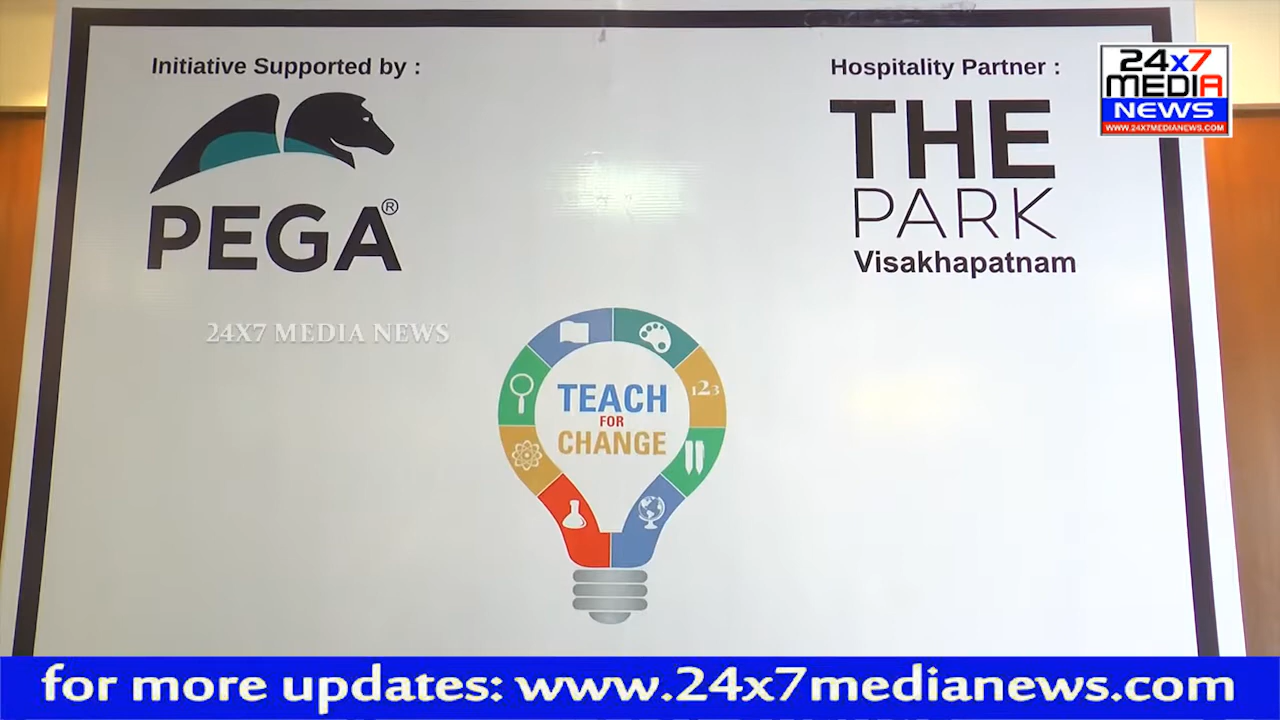 Initiative Supported by :
PEGA®
Hospitality Partner :
THE
PARK
Visakhapatnam
24x7
MEDIA
NEWS
WWW.24X7MEDIANEWS.COM
24X7 MEDIA NEWS
TEACH
FOR
CHANGE
123
for more updates: www.24x7medianews.com